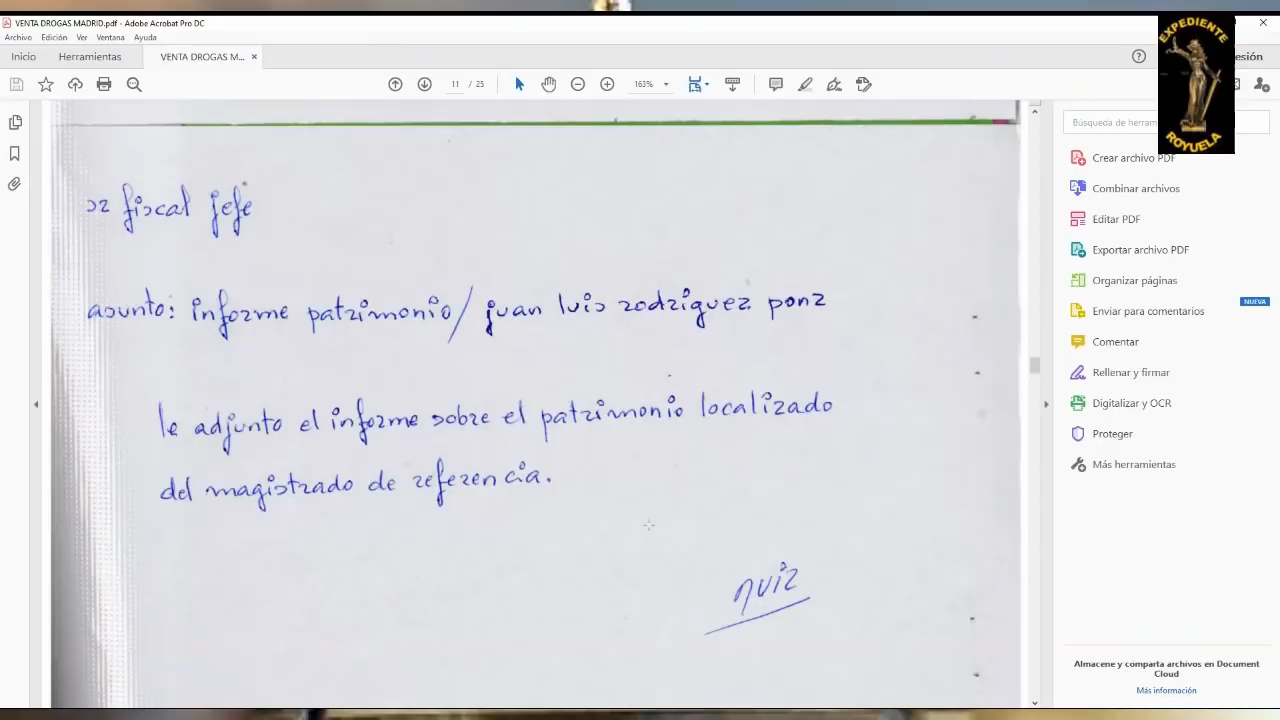 VENTA DROGAS MADRID.pdf - Adobe Acrobat Pro DC
Archivo Edición Ver Ventana Ayuda
Inicio Herramientas VENTA DROGAS M... × esión
11 / 25 163%
EXPEDIENTE
ROYUELA
sr fiscal jefe
asunto: informe patrimonio/ juan luis rodríguez ponz
le adjunto el informe sobre el patrimonio localizado
del magistrado de referencia.
ruiz
Búsqueda de herram
Crear archivo PDF
Combinar archivos
Editar PDF
Exportar archivo PDF
Organizar páginas
NUEVA
Enviar para comentarios
Comentar
Rellenar y firmar
Digitalizar y OCR
Proteger
Más herramientas
Almacene y comparta archivos en Document
Cloud
Más información